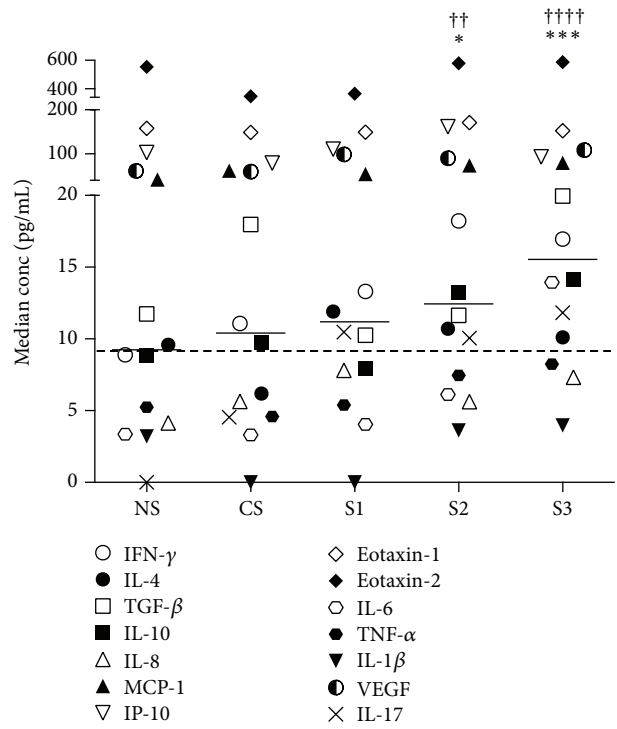 †† ††††
* ***
600
400
200
100
20
15
10
5
0
Median conc (pg/mL)
NS CS S1 S2 S3
IFN-γ
IL-4
TGF-β
IL-10
IL-8
MCP-1
IP-10
Eotaxin-1
Eotaxin-2
IL-6
TNF-α
IL-1β
VEGF
IL-17